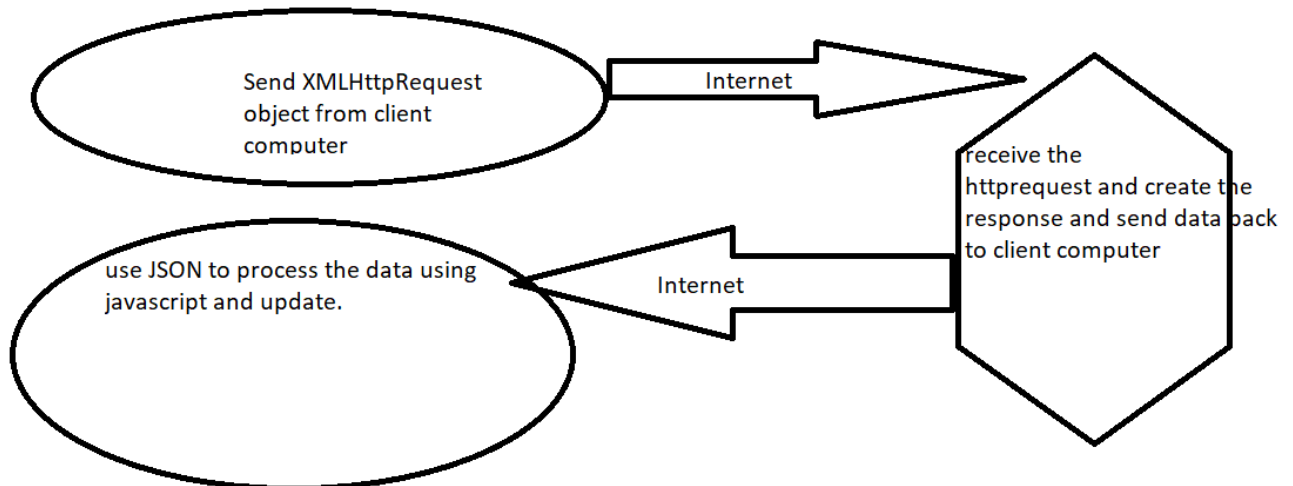 Send XMLHttpRequest
object from client
computer
Internet
receive the
httprequest and create the
response and send data back
to client computer
Internet
use JSON to process the data using
javascript and update.